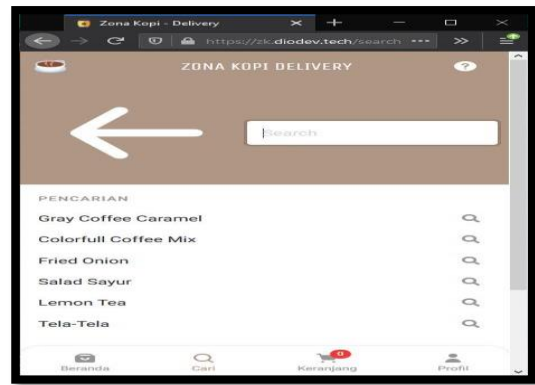 Zona Kopi - Delivery
https://zk.diodev.tech/search
ZONA KOPI DELIVERY
Search
PENCARIAN
Gray Coffee Caramel
Colorfull Coffee Mix
Fried Onion
Salad Sayur
Lemon Tea
Tela-Tela
0
Beranda Cari Keranjang Profil